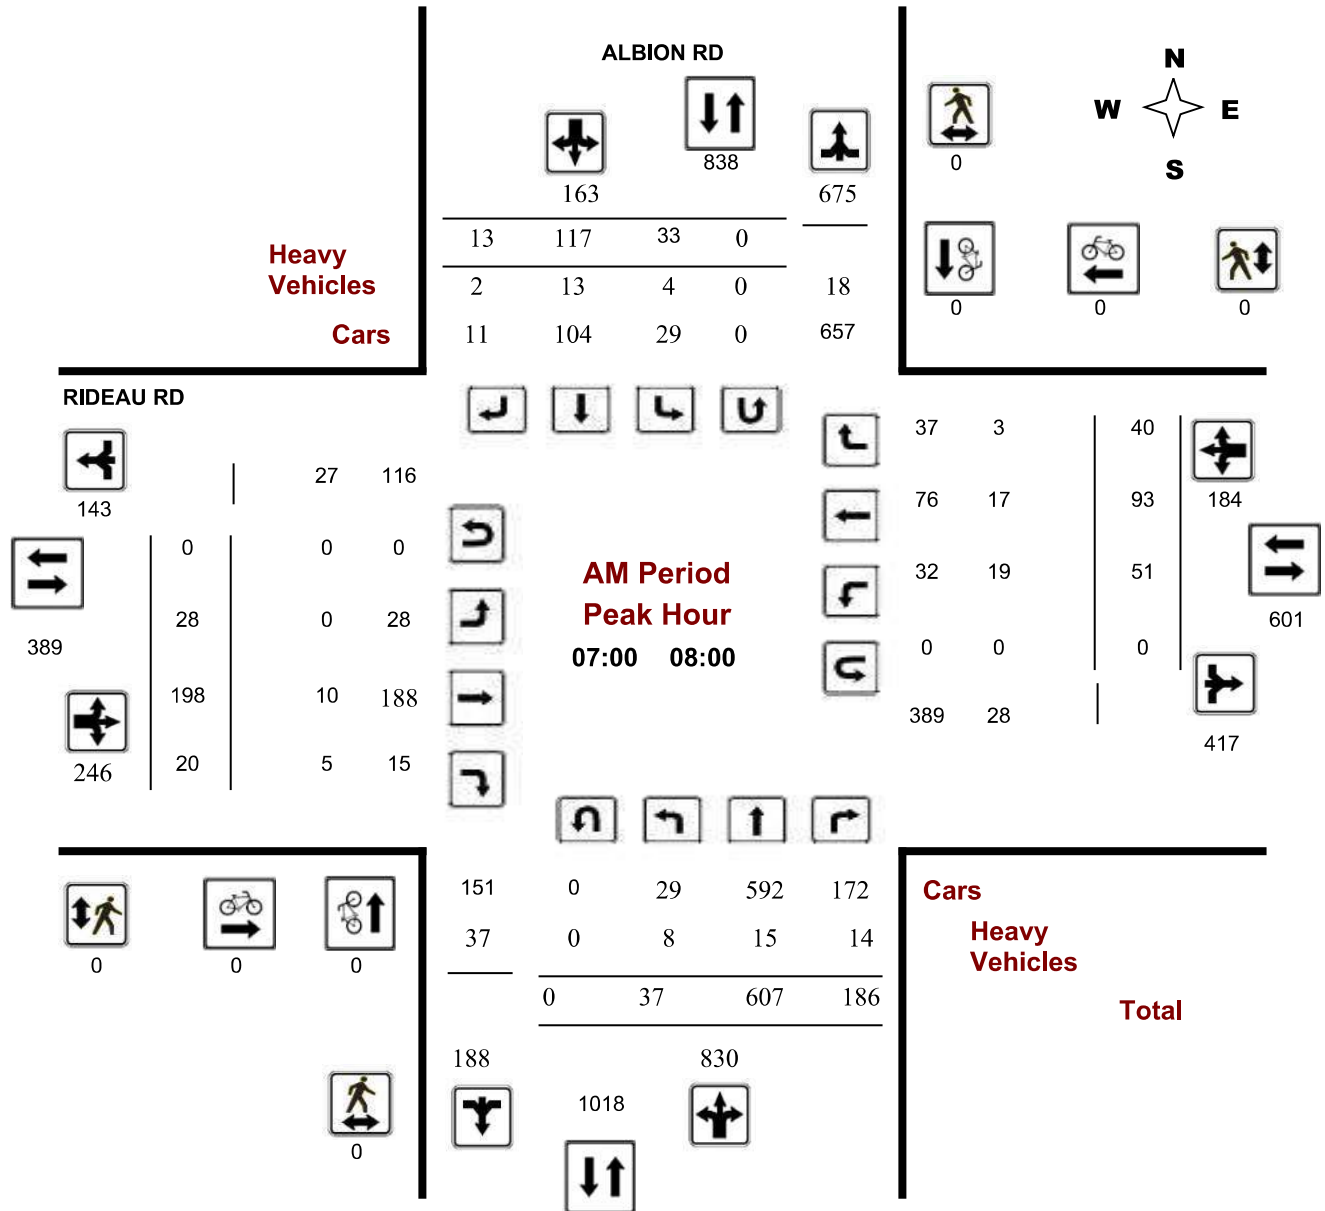 ALBION RD
N
W E
S
838
0
163
675
13 117 33 0
Heavy
Vehicles
2 13 4 0 18
0 0 0
Cars
11 104 29 0 657
RIDEAU RD
37 3 40
27 116
143
76 17 93 184
0 0 0
AM Period
32 19 51
Peak Hour
28 0 28
389
601
07:00 08:00
0 0 0
198 10 188
389 28
417
246
20 5 15
151 0 29 592 172
Cars
37 0 8 15 14
Heavy
Vehicles
0 0 0
0 37 607 186
Total
188
830
1018
0